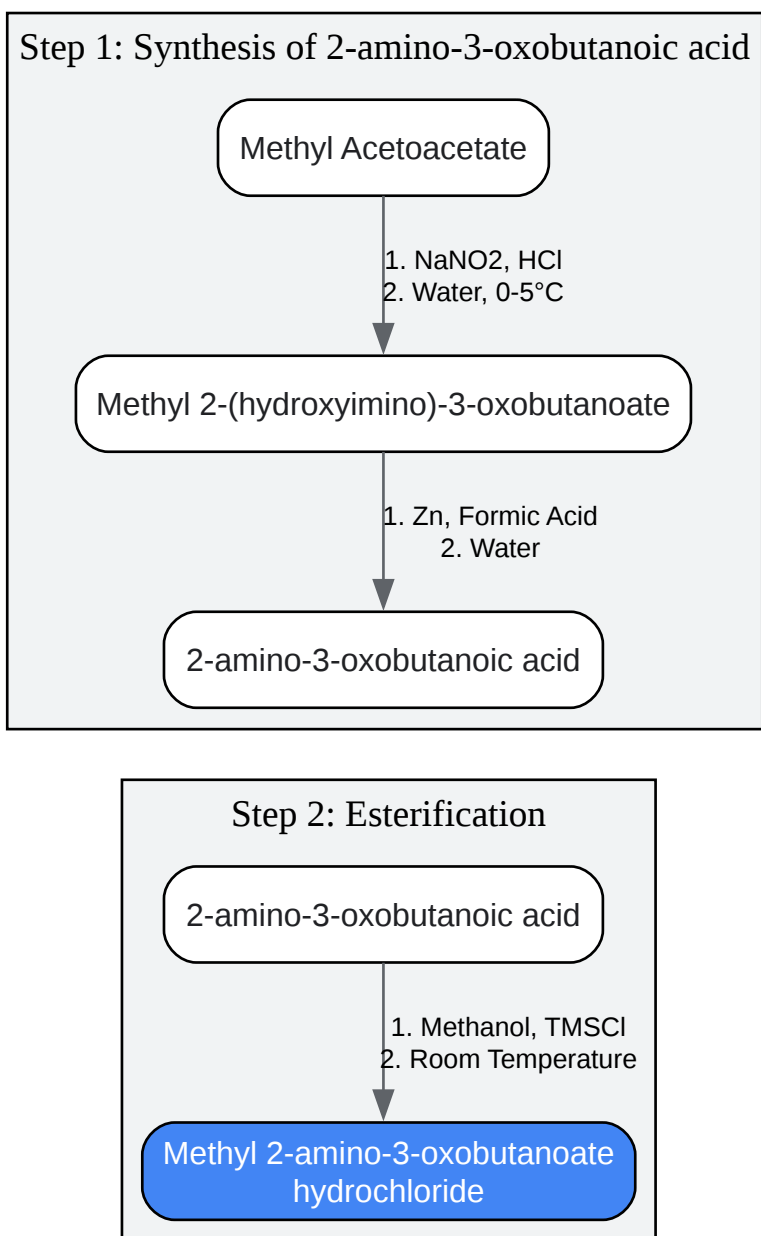 Step 1: Synthesis of 2-amino-3-oxobutanoic acid
Methyl Acetoacetate
1. NaNO2, HCl
2. Water, 0-5°C
Methyl 2-(hydroxyimino)-3-oxobutanoate
1. Zn, Formic Acid
2. Water
2-amino-3-oxobutanoic acid
Step 2: Esterification
2-amino-3-oxobutanoic acid
1. Methanol, TMSCl
2. Room Temperature
Methyl 2-amino-3-oxobutanoate
hydrochloride